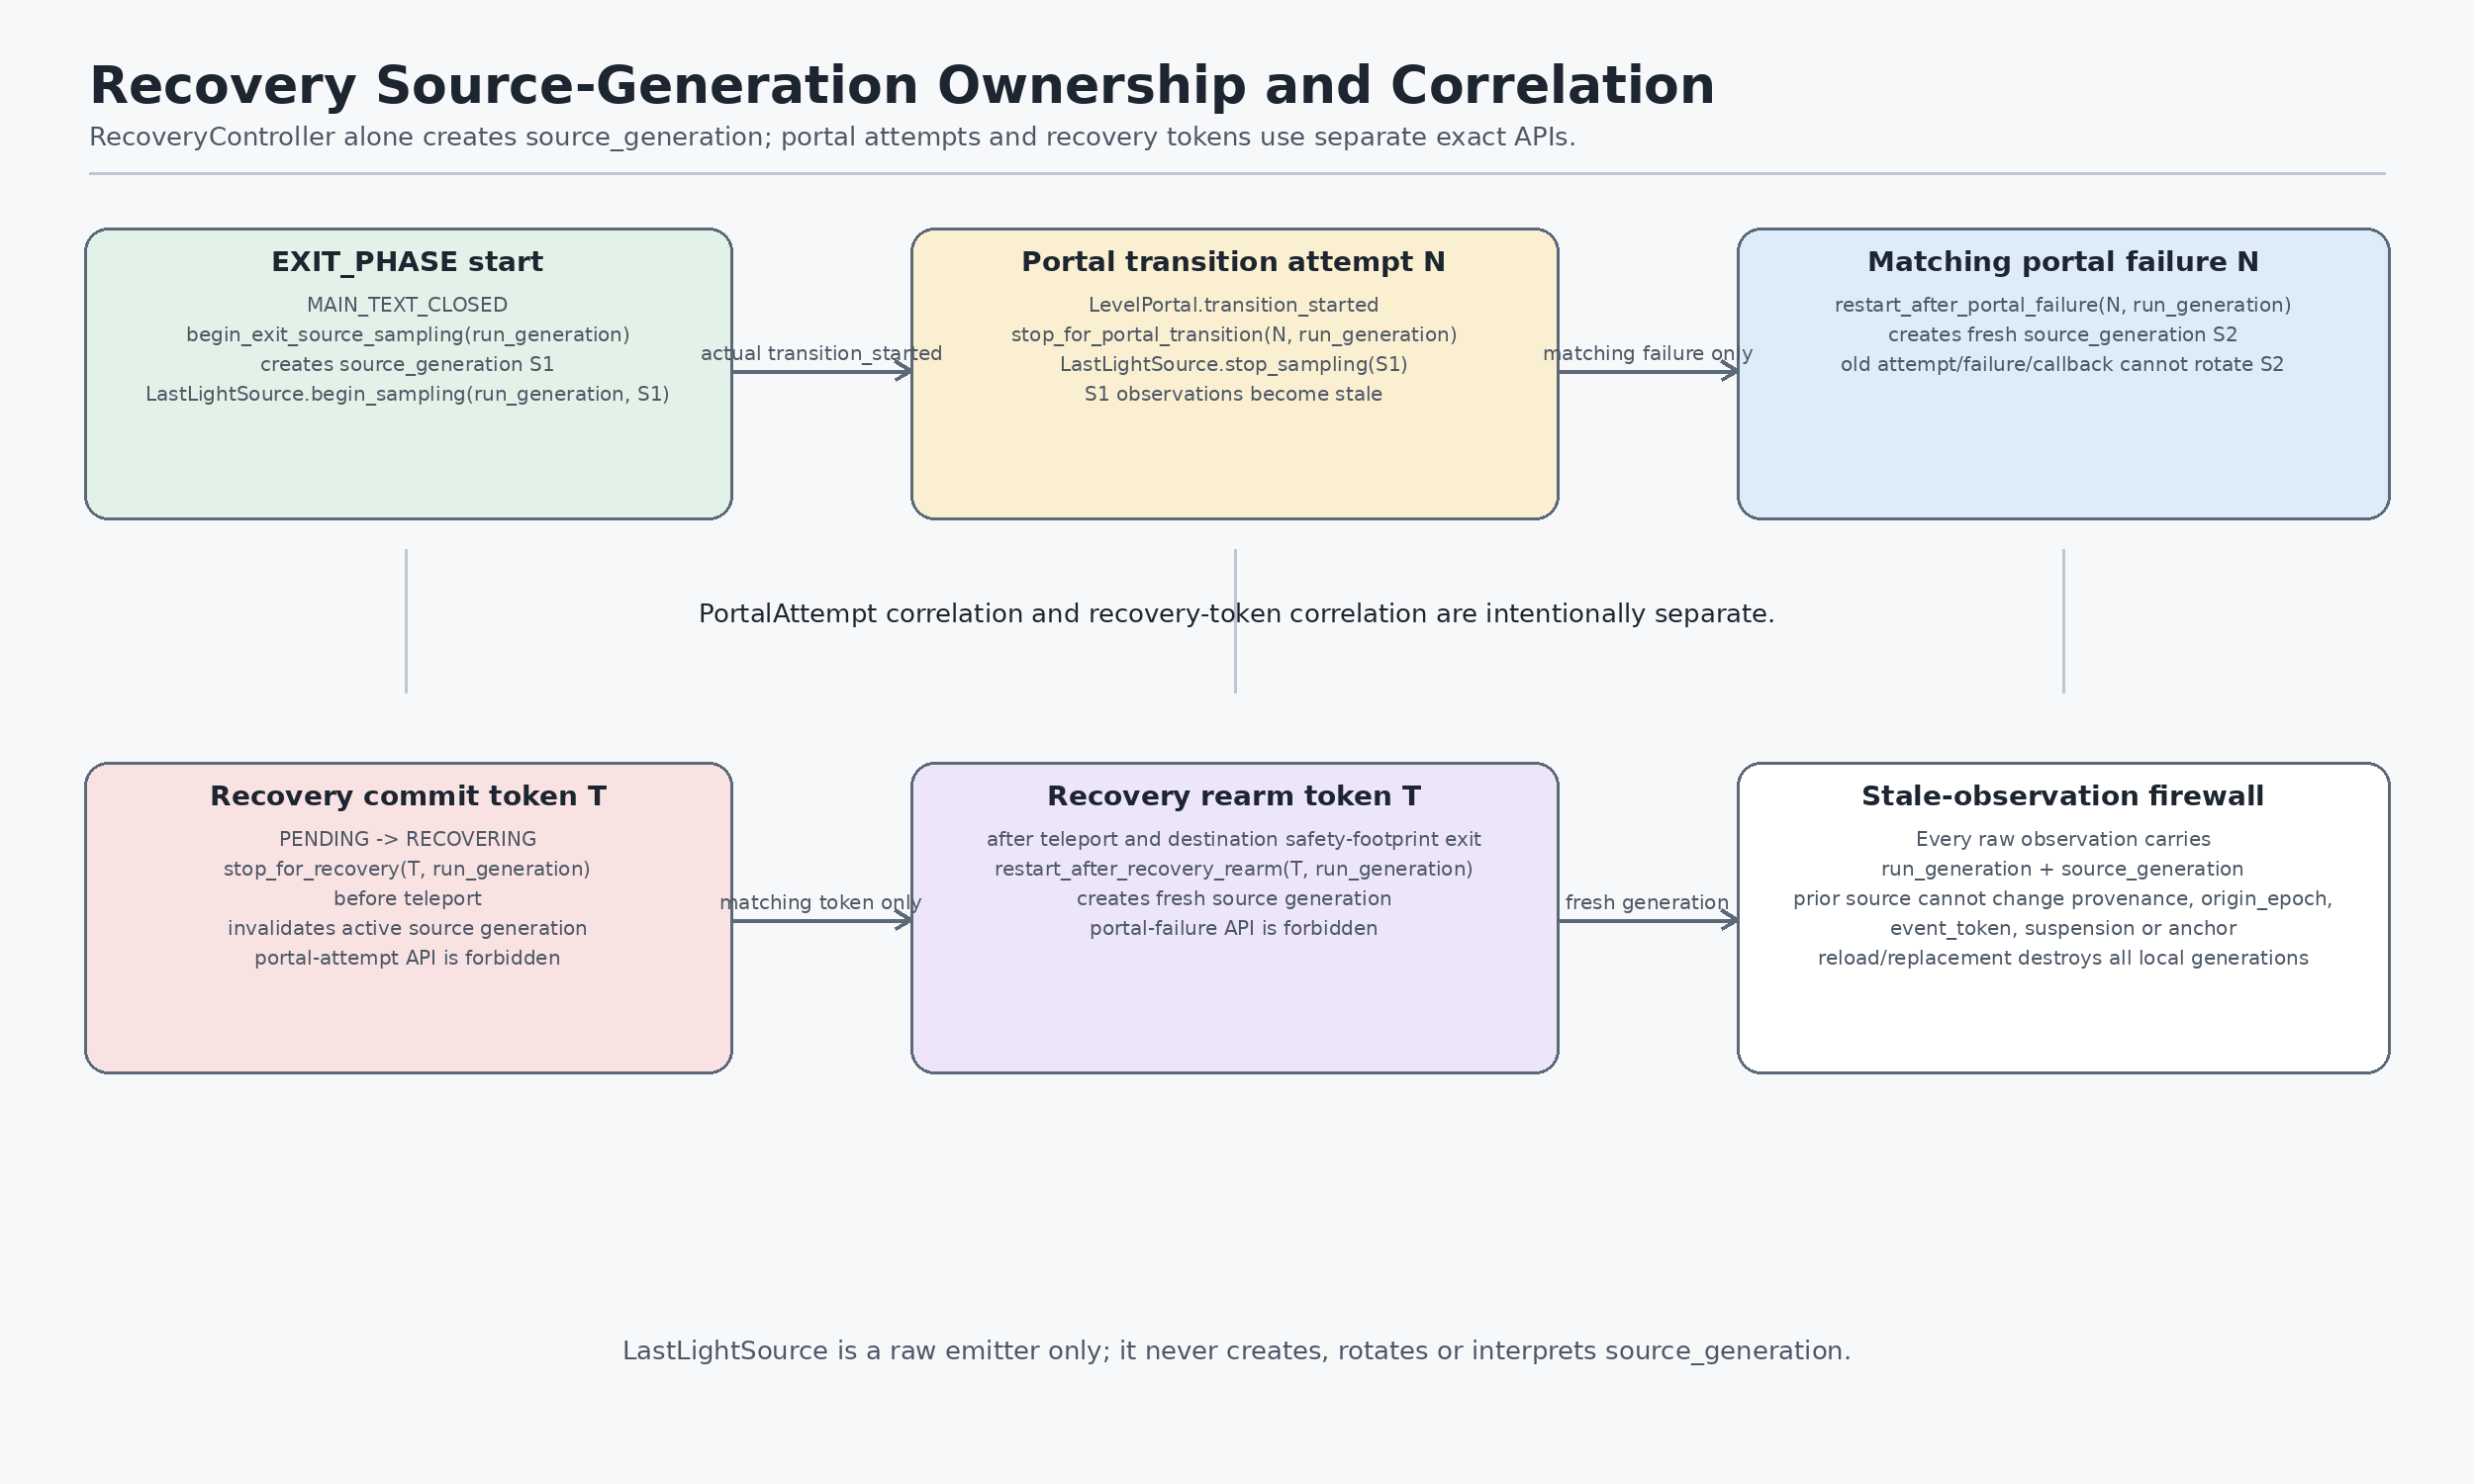 Recovery Source-Generation Ownership and Correlation
RecoveryController alone creates source_generation; portal attempts and recovery tokens use separate exact APIs.
EXIT_PHASE start
MAIN_TEXT_CLOSED
begin_exit_source_sampling(run_generation)
creates source_generation S1
LastLightSource.begin_sampling(run_generation, S1)
actual transition_started
Portal transition attempt N
LevelPortal.transition_started
stop_for_portal_transition(N, run_generation)
LastLightSource.stop_sampling(S1)
S1 observations become stale
matching failure only
Matching portal failure N
restart_after_portal_failure(N, run_generation)
creates fresh source_generation S2
old attempt/failure/callback cannot rotate S2
PortalAttempt correlation and recovery-token correlation are intentionally separate.
Recovery commit token T
PENDING -> RECOVERING
stop_for_recovery(T, run_generation)
before teleport
invalidates active source generation
portal-attempt API is forbidden
matching token only
Recovery rearm token T
after teleport and destination safety-footprint exit
restart_after_recovery_rearm(T, run_generation)
creates fresh source generation
portal-failure API is forbidden
fresh generation
Stale-observation firewall
Every raw observation carries
run_generation + source_generation
prior source cannot change provenance, origin_epoch,
event_token, suspension or anchor
reload/replacement destroys all local generations
LastLightSource is a raw emitter only; it never creates, rotates or interprets source_generation.